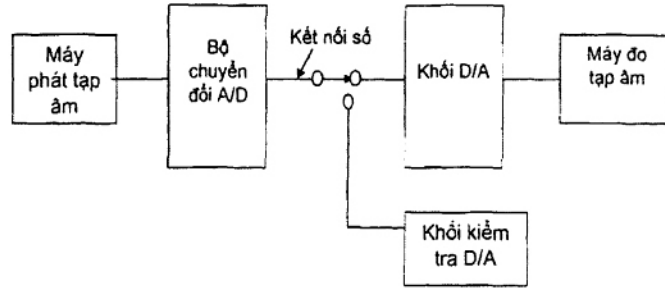 Máy
phát tạp
âm
Bộ
chuyển
đổi A/D
Kết nối số
Khối D/A
Máy đo
tạp âm
Khối kiểm
tra D/A